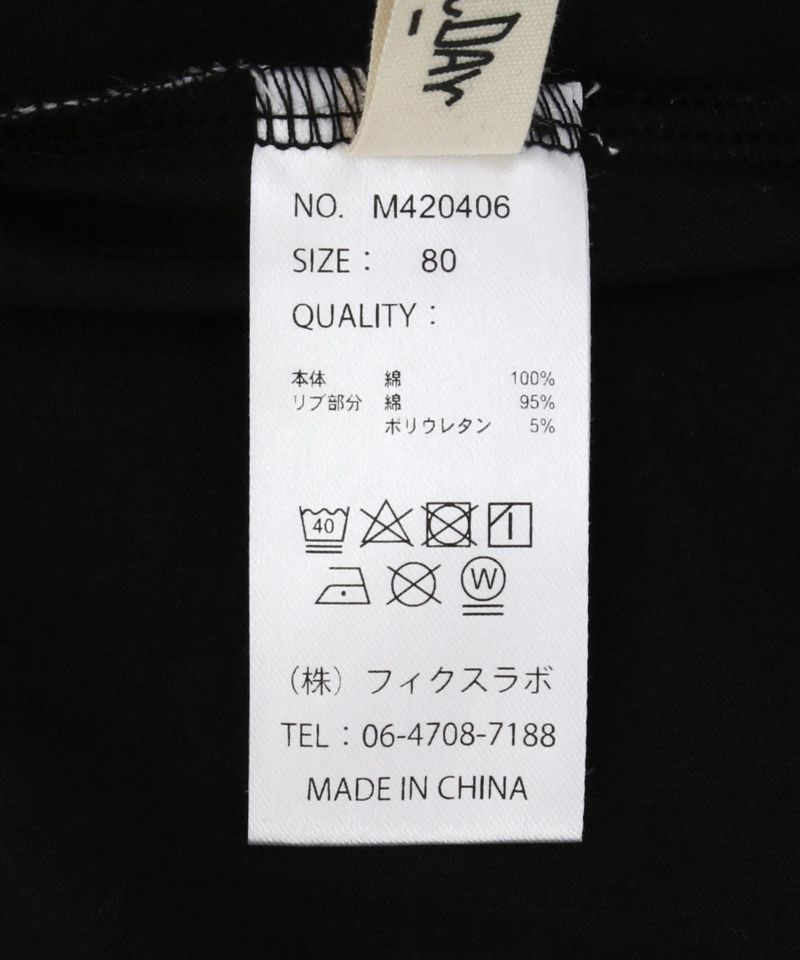 DAY
NO. M420406
SIZE： 80
QUALITY：
本体 綿 100%
リブ部分 綿 95%
ポリウレタン 5%
40
W
（株）フィクスラボ
TEL：06-4708-7188
MADE IN CHINA